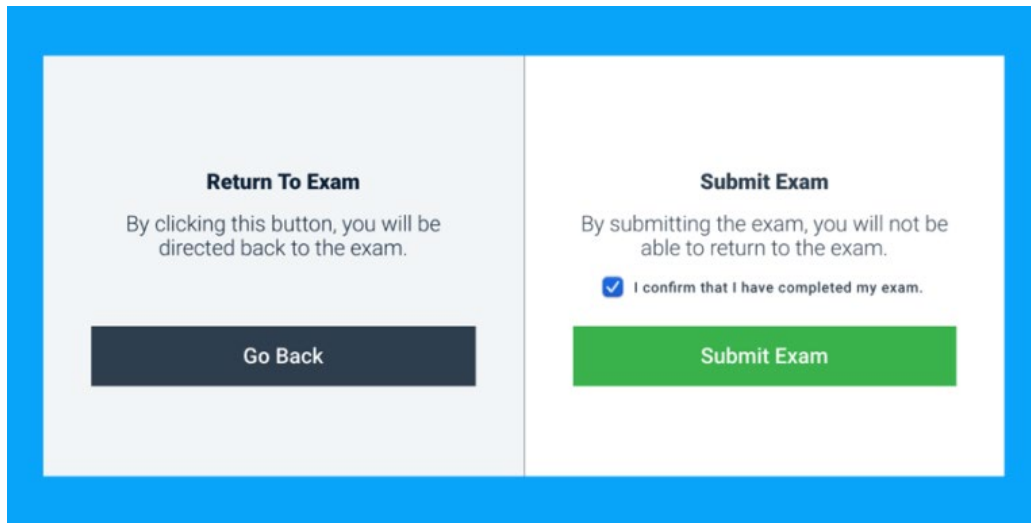 Return To Exam
By clicking this button, you will be
directed back to the exam.
Go Back
Submit Exam
By submitting the exam, you will not be
able to return to the exam.
I confirm that I have completed my exam.
Submit Exam